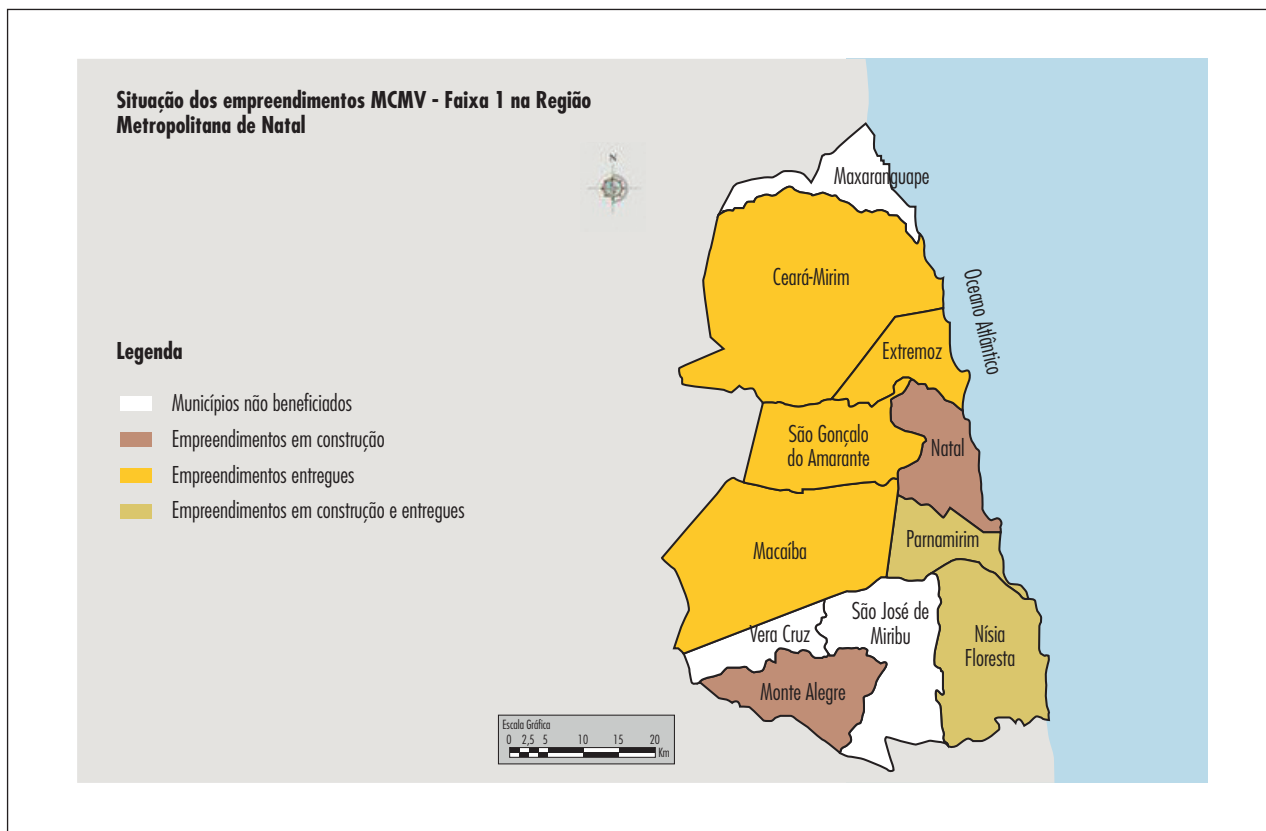 Situação dos empreendimentos MCMV - Faixa 1 na Região
Metropolitana de Natal
N
Maxaranguape
Ceará-Mirim
Oceano Atlântico
Extremoz
Legenda
Municípios não beneficiados
Empreendimentos em construção
Empreendimentos entregues
Empreendimentos em construção e entregues
São Gonçalo
do Amarante
Natal
Macaíba
Parnamirim
São José de
Miribu
Vera Cruz
Nísia
Floresta
Monte Alegre
Escala Gráfica
0 2,5 5 10 15 20
Km